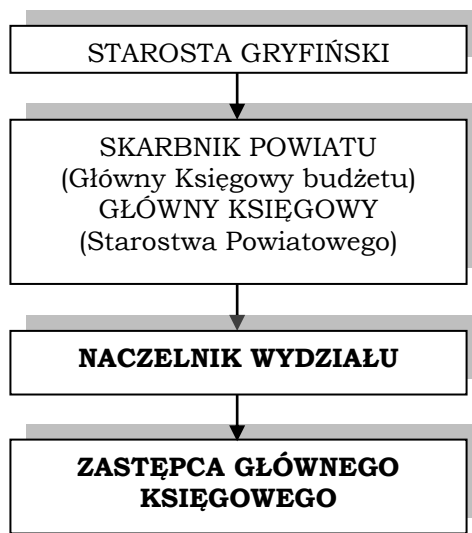 STAROSTA GRYFIŃSKI
SKARBNIK POWIATU
(Główny Księgowy budżetu)
GŁÓWNY KSIĘGOWY
(Starostwa Powiatowego)
NACZELNIK WYDZIAŁU
ZASTĘPCA GŁÓWNEGO
KSIĘGOWEGO